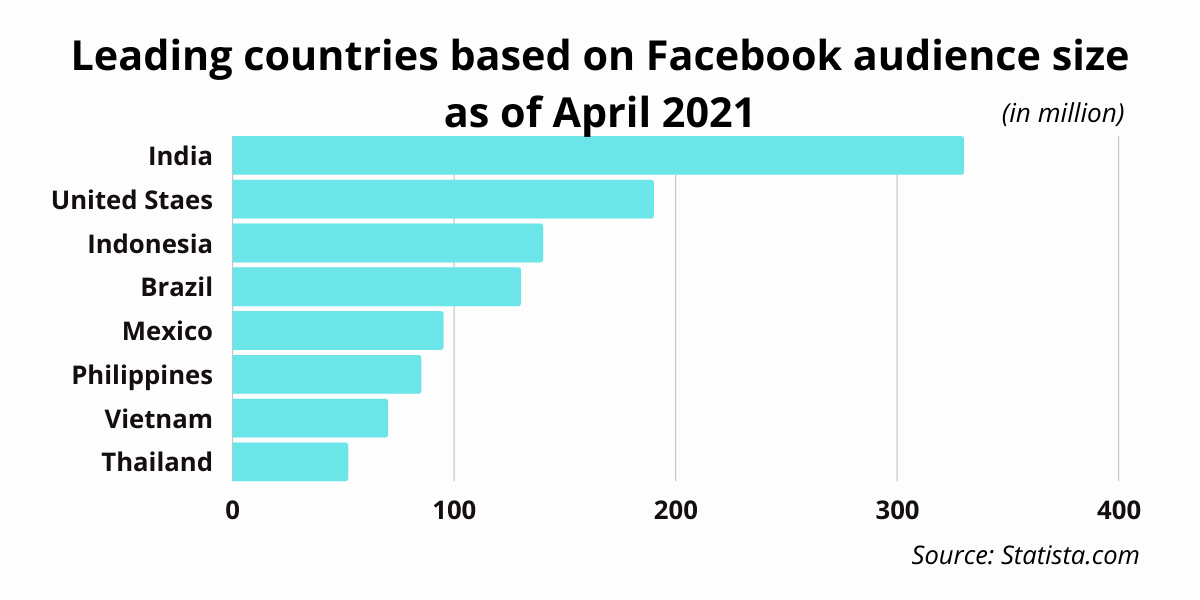 Leading countries based on Facebook audience size
as of April 2021
(in million)
India
United Staes
Indonesia
Brazil
Mexico
Philippines
Vietnam
Thailand
0 100 200 300 400
Source: Statista.com